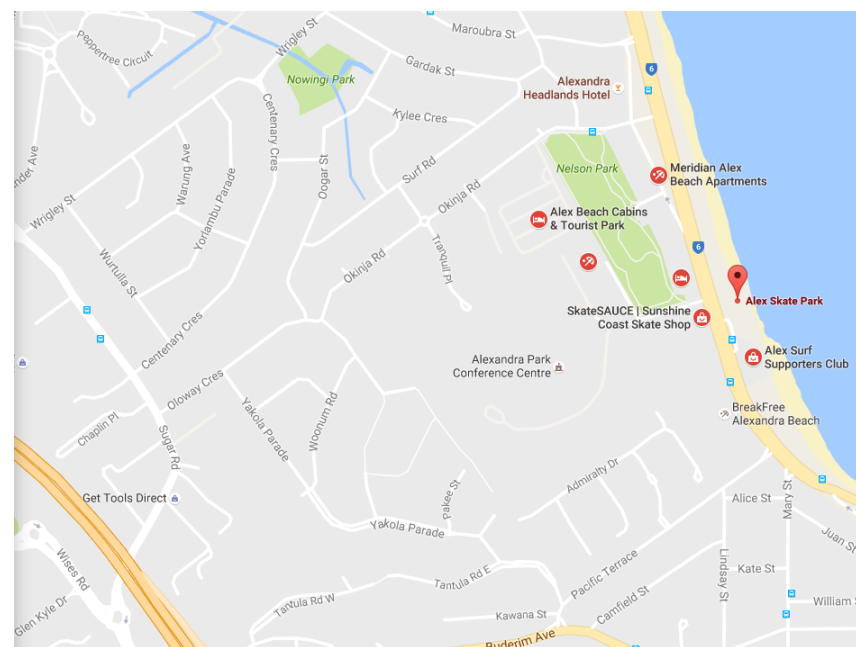 Maroubra St
Wrigley St
Peppertree Circuit
Gardak St
6
Nowingi Park
Alexandra
Headlands Hotel
Kylee Cres
Centenary Cres
Oogar St
Surf Rd
Nelson Park
Meridian Alex
Beach Apartments
Warung Ave
Yorlambu Parade
Okinja Rd
Wrigley St
Alex Beach Cabins
& Tourist Park
Tranquil Pl
6
Okinja Rd
Wurtulla St
Alex Skate Park
SkateSAUCE | Sunshine
Coast Skate Shop
Centenary Cres
Alex Surf
Supporters Club
Alexandra Park
Conference Centre
Oloway Cres
BreakFree
Alexandra Beach
Chaplin Pl
Yakola Parade
Woonum Rd
Sugar Rd
Admiralty Dr
Get Tools Direct
Pakee St
Alice St
Mary St
Yakola Parade
Juan St
Wises Rd
Pacific Terrace
Lindsay St
Kate St
Tantula Rd E
Camfield St
Tantula Rd W
William
Glen Kyle Dr
Kawana St
Buderim Ave